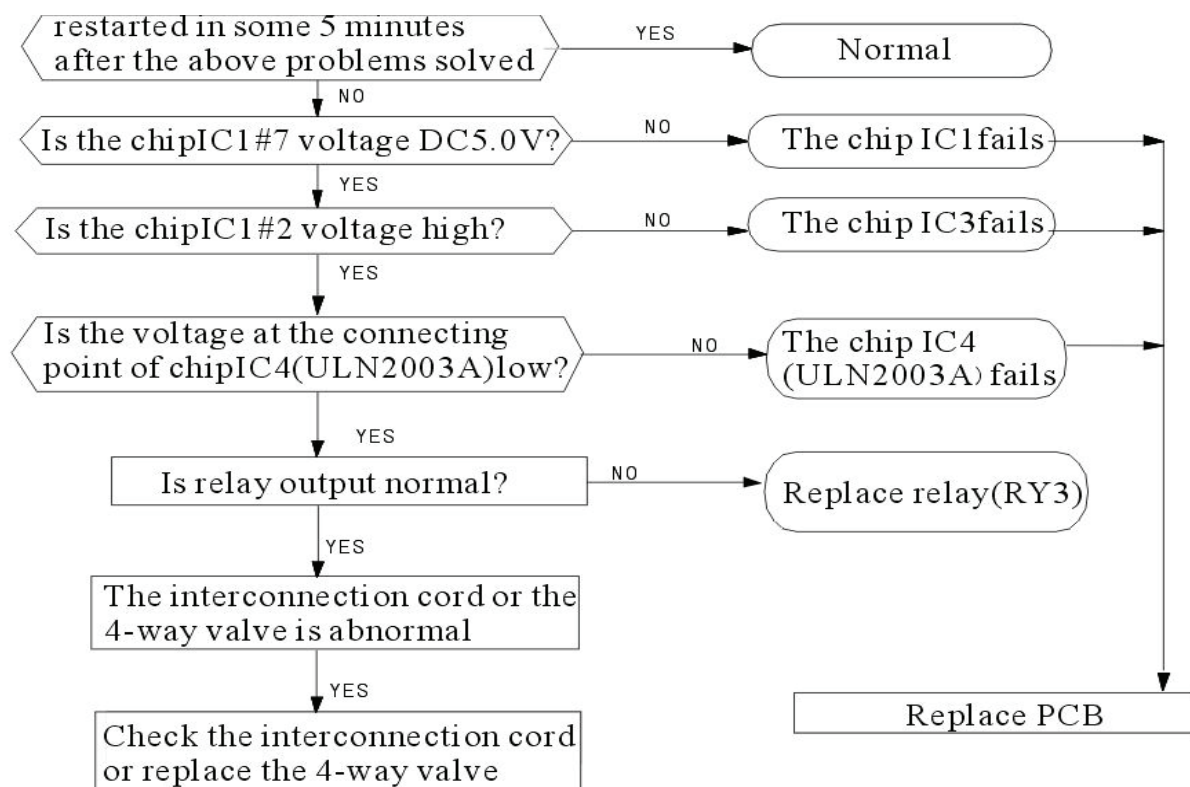 restarted in some 5 minutes
after the above problems solved
YES
Normal
NO
Is the chipIC1#7 voltage DC5.0V?
NO
The chip IC1fails
YES
Is the chipIC1#2 voltage high?
NO
The chip IC3fails
YES
Is the voltage at the connecting
point of chipIC4(ULN2003A)low?
NO
The chip IC4
(ULN2003A) fails
YES
Is relay output normal?
NO
Replace relay(RY3)
YES
The interconnection cord or the
4-way valve is abnormal
YES
Replace PCB
Check the interconnection cord
or replace the 4-way valve